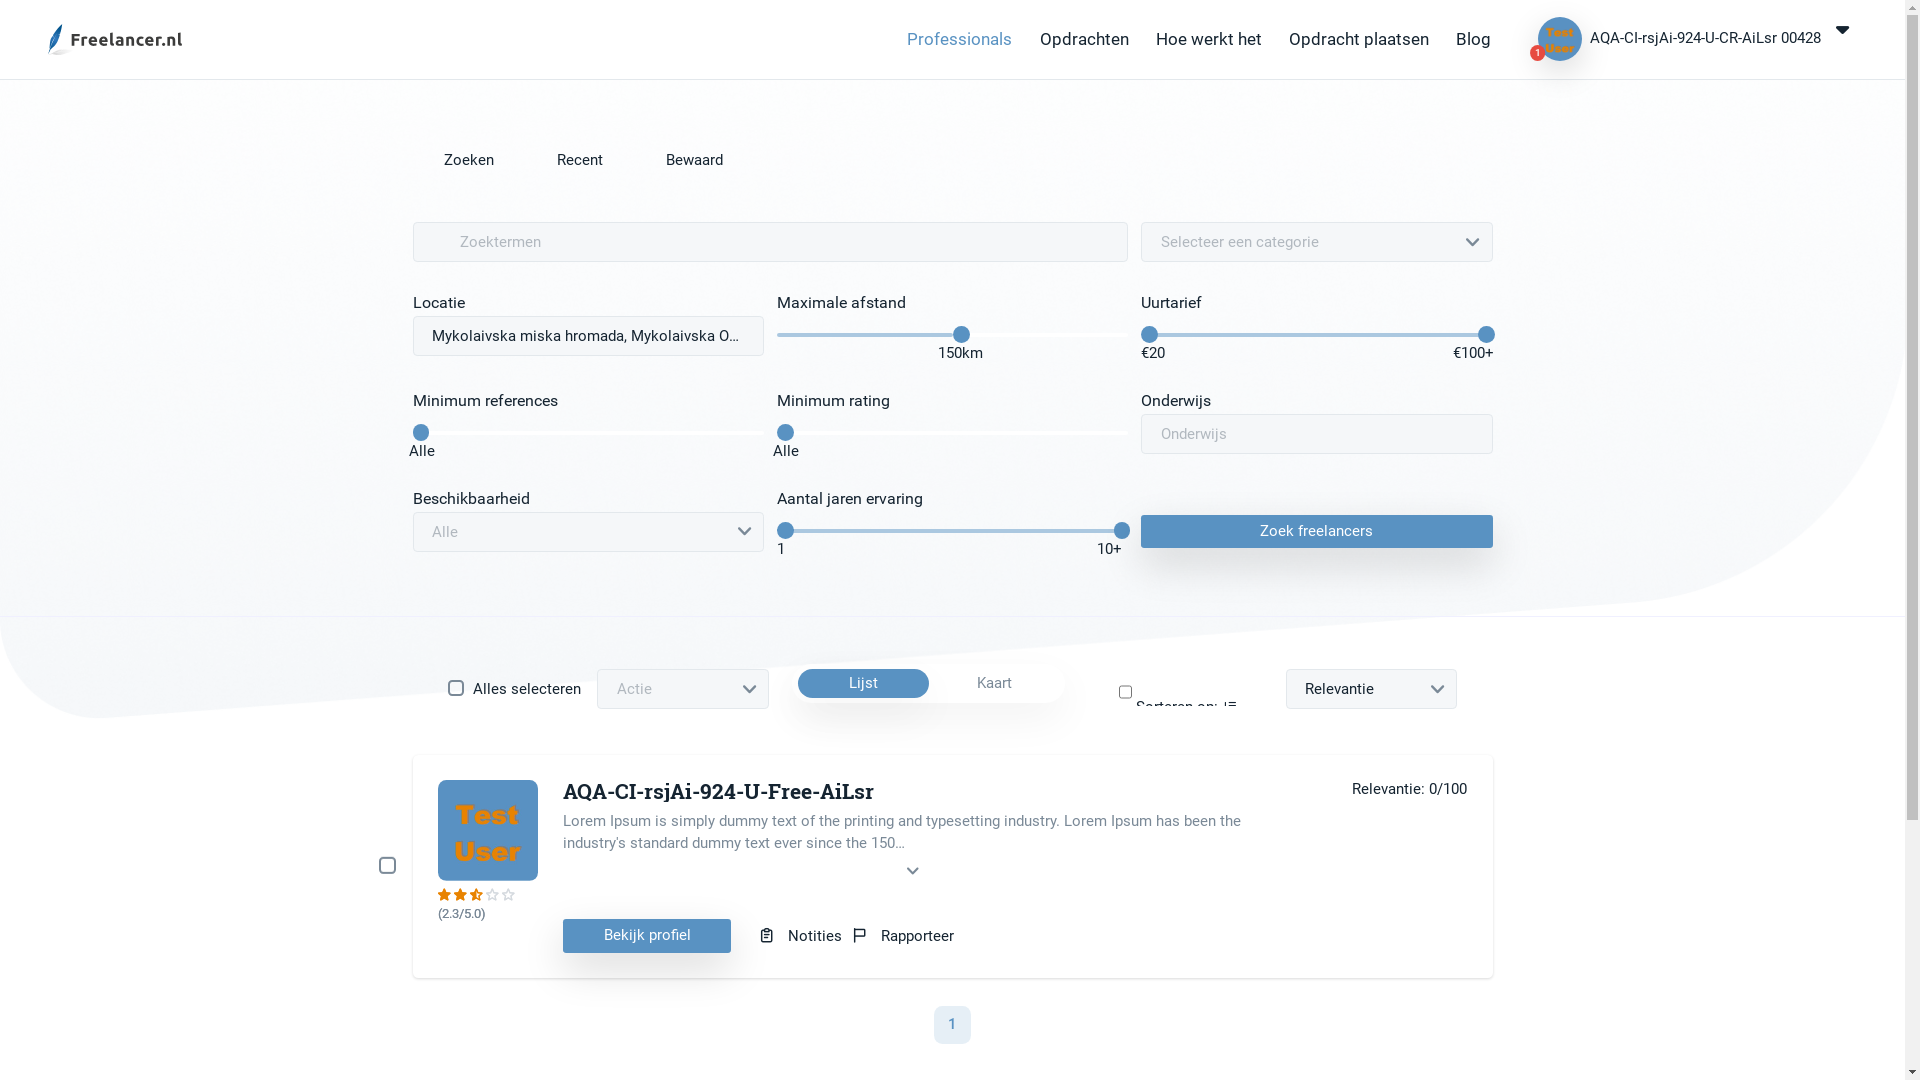 Freelancer.nl
Professionals
Opdrachten
Hoe werkt het
Opdracht plaatsen
Blog
Test
User
1
AQA-CI-rsjAi-924-U-CR-AiLsr 00428
Zoeken
Recent
Bewaard
Zoektermen
Selecteer een categorie
Locatie
Maximale afstand
Uurtarief
Mykolaivska miska hromada, Mykolaivska O…
150km
€20
€100+
Minimum references
Minimum rating
Onderwijs
Onderwijs
Alle
Alle
Beschikbaarheid
Aantal jaren ervaring
Alle
1
10+
Zoek freelancers
Alles selecteren
Actie
Lijst
Kaart
Sorteren op:
Relevantie
Test
User
(2.3/5.0)
AQA-CI-rsjAi-924-U-Free-AiLsr
Relevantie: 0/100
Lorem Ipsum is simply dummy text of the printing and typesetting industry. Lorem Ipsum has been the
industry's standard dummy text ever since the 150…
Bekijk profiel
Notities
Rapporteer
1